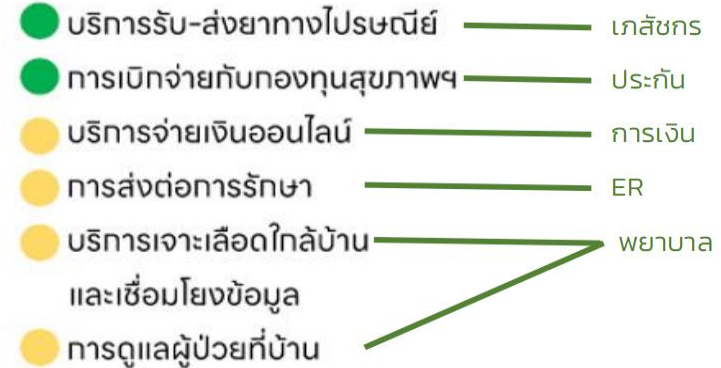 บริการรับ-ส่งยาทางไปรษณีย์ เภสัชกร
การเบิกจ่ายกับกองทุนสุขภาพฯ ประกัน
บริการจ่ายเงินออนไลน์ การเงิน
การส่งต่อการรักษา ER
บริการเจาะเลือดใกล้บ้าน พยาบาล
และเชื่อมโยงข้อมูล
การดูแลผู้ป่วยที่บ้าน